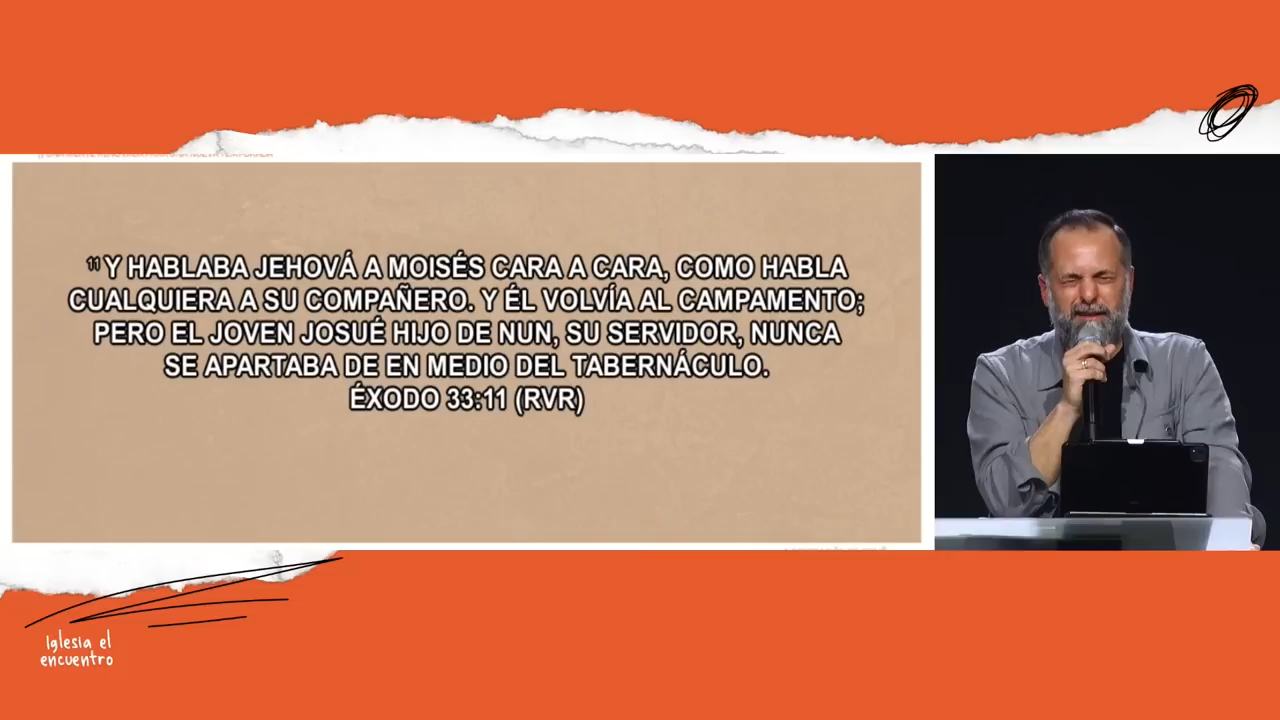 ¹¹ Y HABLABA JEHOVÁ A MOISÉS CARA A CARA, COMO HABLA
CUALQUIERA A SU COMPAÑERO. Y ÉL VOLVÍA AL CAMPAMENTO;
PERO EL JOVEN JOSUÉ HIJO DE NUN, SU SERVIDOR, NUNCA
SE APARTABA DE EN MEDIO DEL TABERNÁCULO.
ÉXODO 33:11 (RVR)
Iglesia el
encuentro